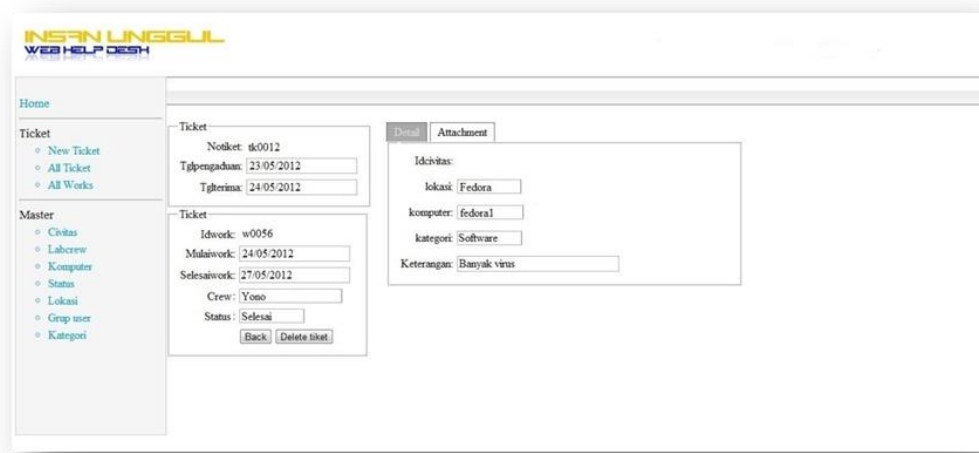 INSAN UNGGUL
WEB HELP DESK
Home
Ticket
New Ticket
All Ticket
All Works
Master
Civitas
Labcrew
Komputer
Status
Lokasi
Grup user
Kategori
Ticket
Notiket: tk0012
Tglpengaduan: 23/05/2012
Tglterima: 24/05/2012
Ticket
Idwork: w0056
Mulaiwork: 24/05/2012
Selesaiwork: 27/05/2012
Crew: Yono
Status: Selesai
Back Delete tiket
Detail Attachment
Idcivitas:
lokasi: Fedora
komputer: fedora1
kategori: Software
Keterangan: Banyak virus